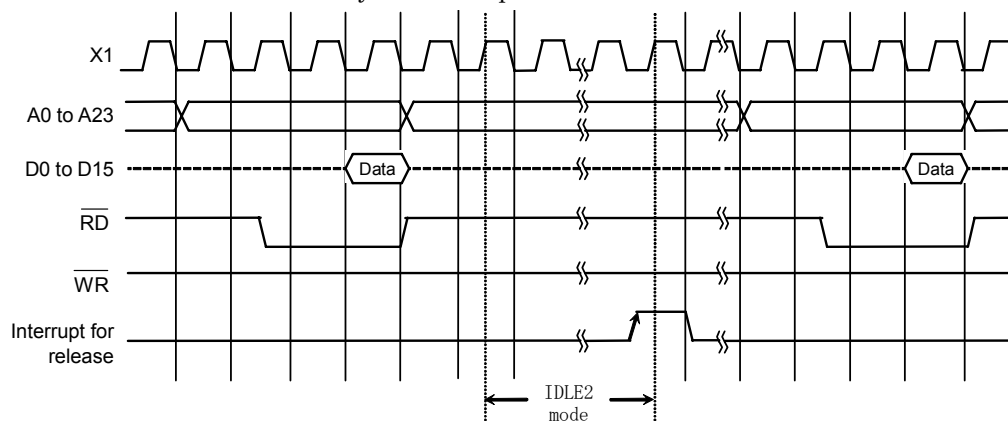 X1
A0 to A23
D0 to D15
Data
Data
RD
WR
Interrupt for
release
IDLE2
mode